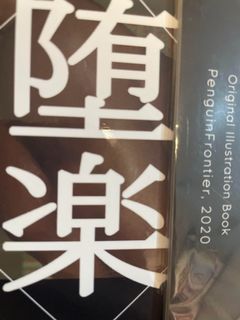 堕楽
Original Illustration Book
PenguinFrontier, 2020